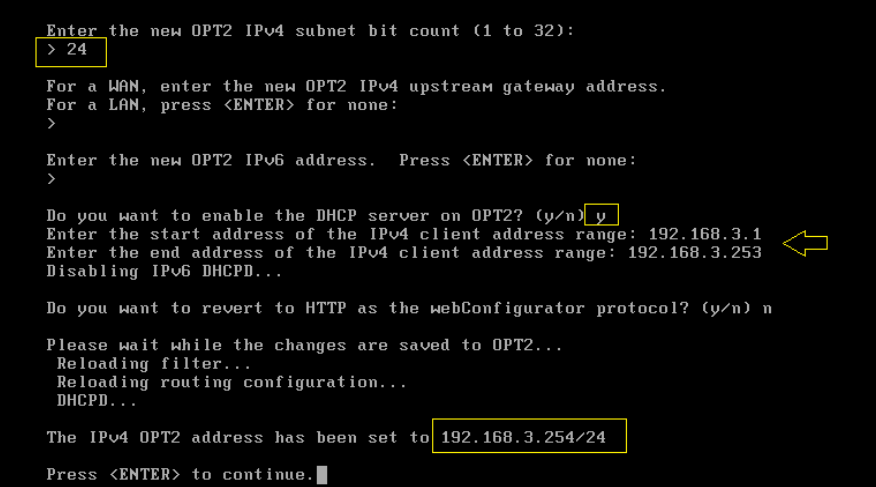 Enter the new OPT2 IPv4 subnet bit count (1 to 32):
> 24
For a WAN, enter the new OPT2 IPv4 upstream gateway address.
For a LAN, press <ENTER> for none:
>
Enter the new OPT2 IPv6 address.  Press <ENTER> for none:
>
Do you want to enable the DHCP server on OPT2? (y/n) y
Enter the start address of the IPv4 client address range: 192.168.3.1
Enter the end address of the IPv4 client address range: 192.168.3.253
Disabling IPv6 DHCPD...
Do you want to revert to HTTP as the webConfigurator protocol? (y/n) n
Please wait while the changes are saved to OPT2...
Reloading filter...
Reloading routing configuration...
DHCPD...
The IPv4 OPT2 address has been set to 192.168.3.254/24
Press <ENTER> to continue.